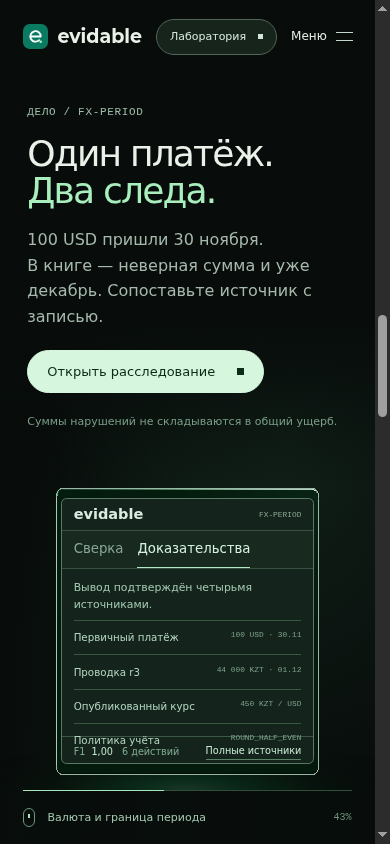 evidable
Лаборатория
Меню
ДЕЛО / FX-PERIOD
Один платёж.
Два следа.
100 USD пришли 30 ноября.
В книге — неверная сумма и уже
декабрь. Сопоставьте источник с
записью.
Открыть расследование
Суммы нарушений не складываются в общий ущерб.
evidable FX-PERIOD
Сверка Доказательства
Вывод подтверждён четырьмя
источниками.
Первичный платёж 100 USD · 30.11
Проводка r3 44 000 KZT · 01.12
Опубликованный курс 450 KZT / USD
Политика учёта ROUND_HALF_EVEN
F1 1,00 6 действий Полные источники
Валюта и граница периода 43%